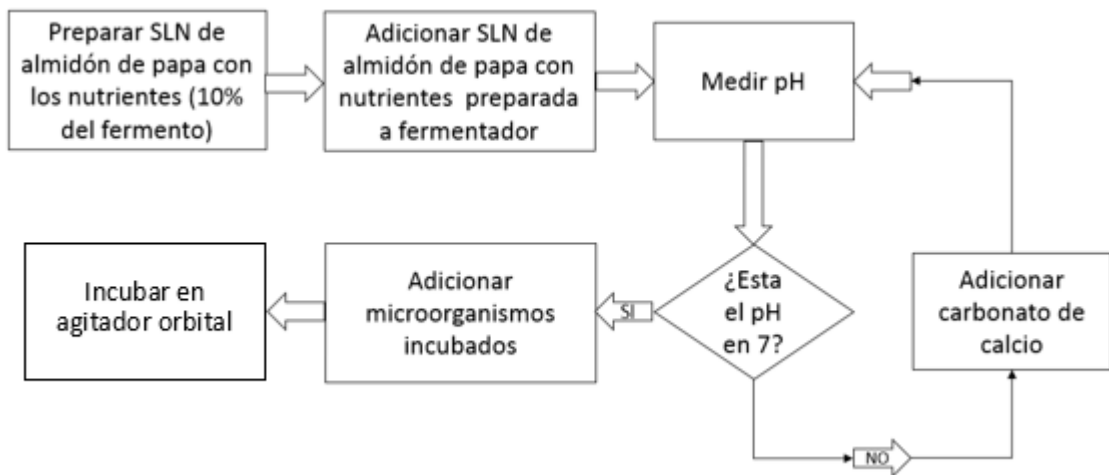 Preparar SLN de
almidón de papa con
los nutrientes (10%
del fermento)
Adicionar SLN de
almidón de papa con
nutrientes preparada
a fermentador
Medir pH
¿Esta
el pH
en 7?
SI
NO
Adicionar
carbonato de
calcio
Adicionar
microorganismos
incubados
Incubar en
agitador orbital